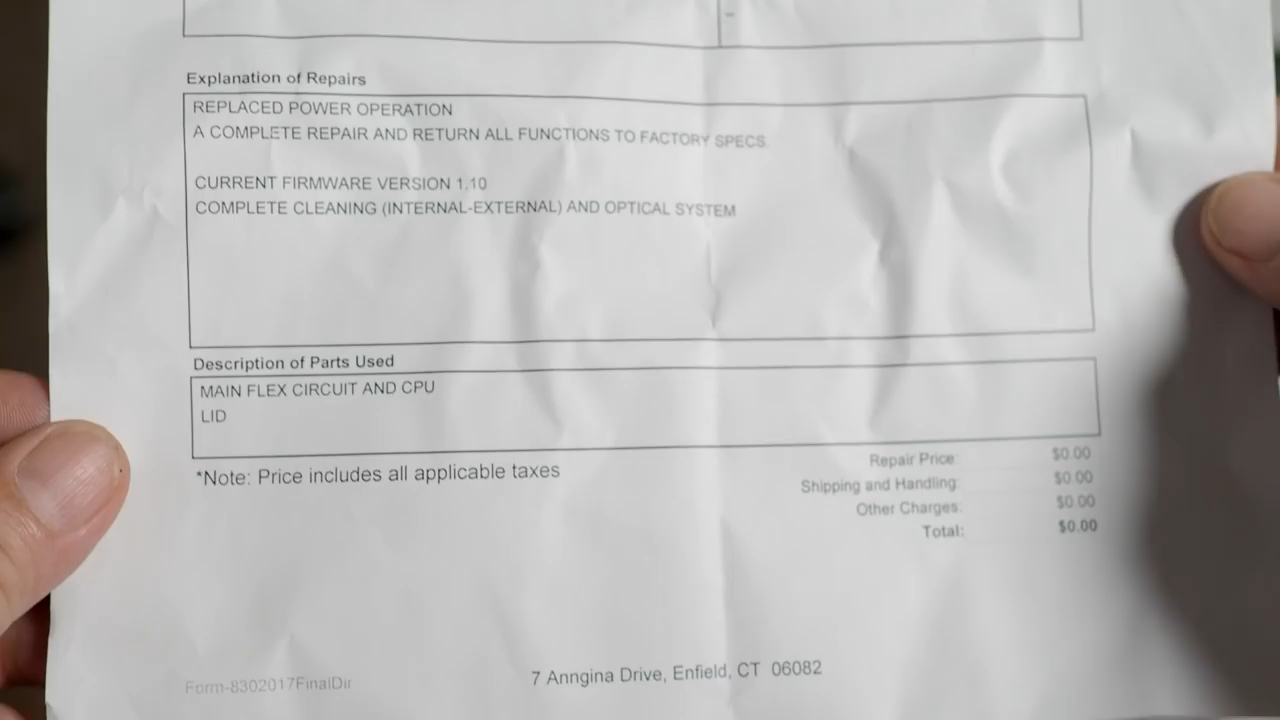 Explanation of Repairs
REPLACED POWER OPERATION
A COMPLETE REPAIR AND RETURN ALL FUNCTIONS TO FACTORY SPECS.
CURRENT FIRMWARE VERSION 1.10
COMPLETE CLEANING (INTERNAL-EXTERNAL) AND OPTICAL SYSTEM
Description of Parts Used
MAIN FLEX CIRCUIT AND CPU
LID
*Note: Price includes all applicable taxes
Repair Price: $0.00
Shipping and Handling: $0.00
Other Charges: $0.00
Total: $0.00
Form-8302017FinalDir
7 Anngina Drive, Enfield, CT 06082